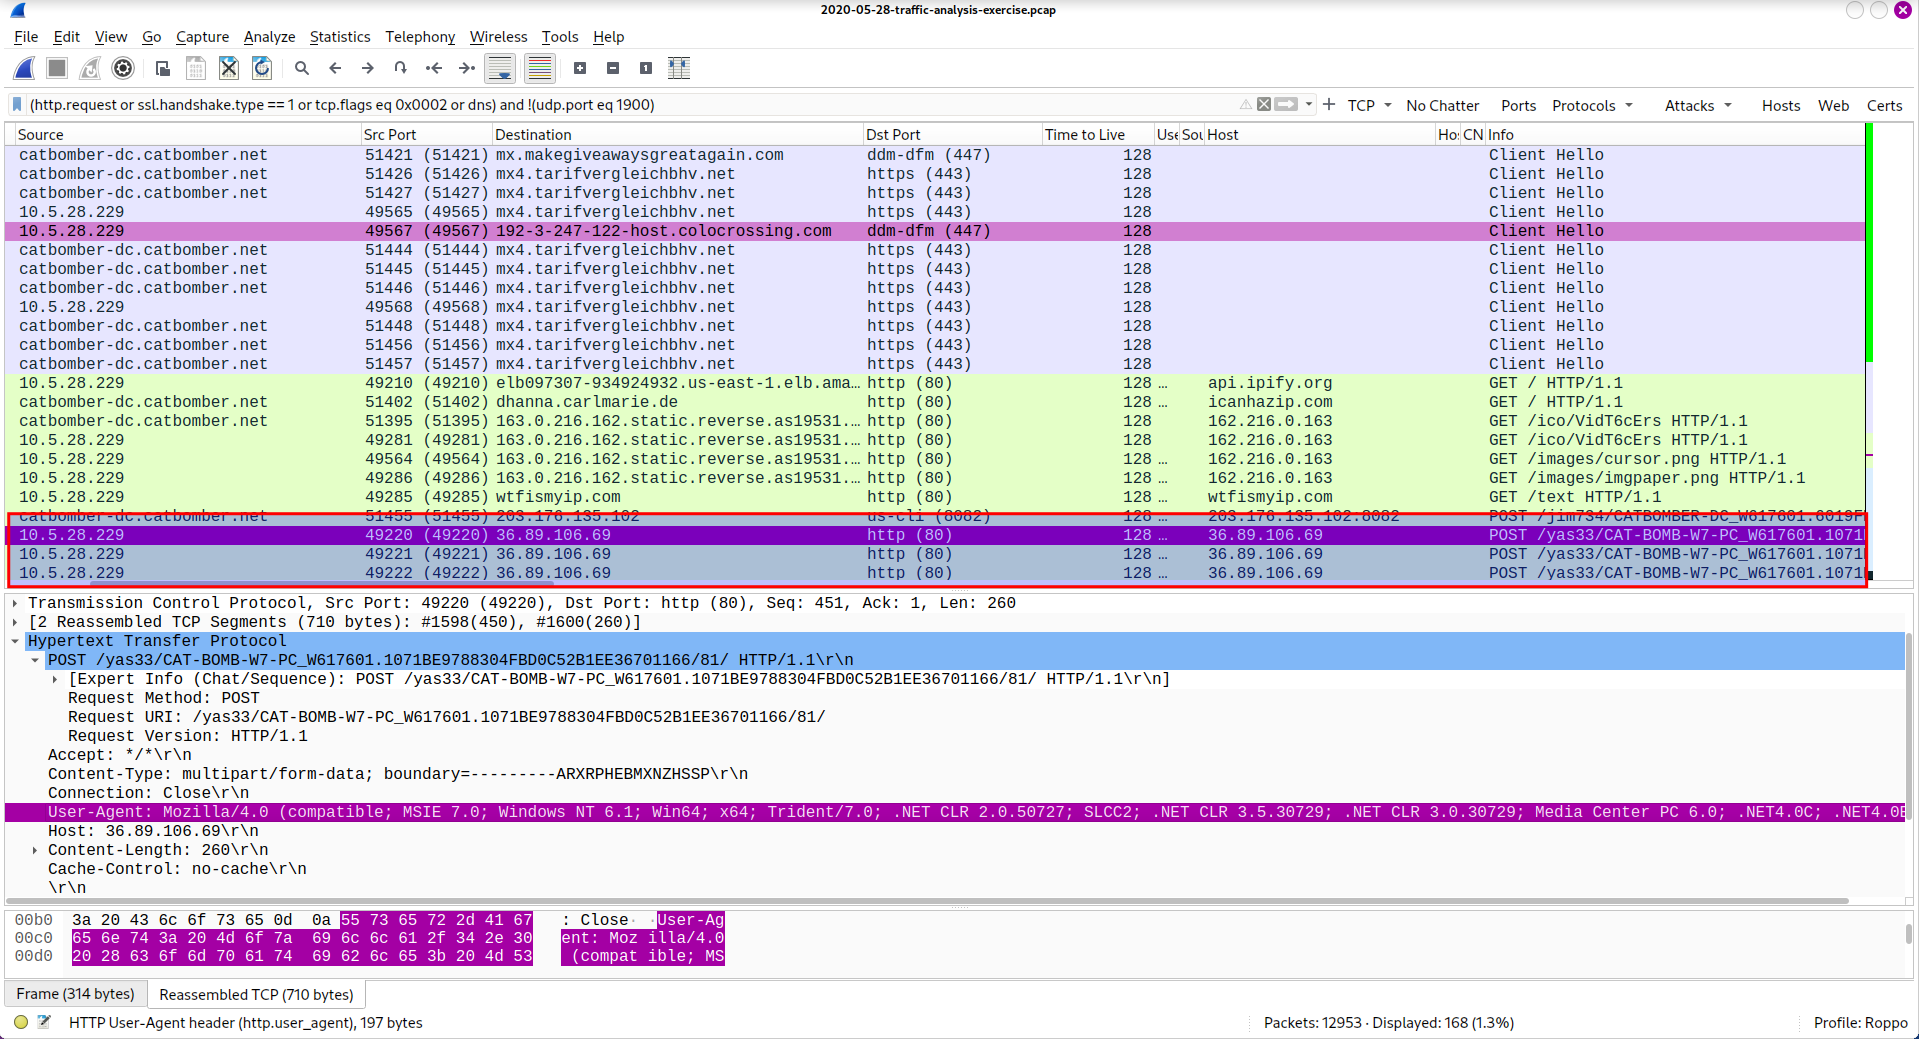 2020-05-28-traffic-analysis-exercise.pcap
File Edit View Go Capture Analyze Statistics Telephony Wireless Tools Help
(http.request or ssl.handshake.type == 1 or tcp.flags eq 0x0002 or dns) and !(udp.port eq 1900) TCP No Chatter Ports Protocols Attacks Hosts Web Certs
Source Src Port Destination Dst Port Time to Live Use Sou Host Ho CN Info
catbomber-dc.catbomber.net 51421 (51421) mx.makegiveawaysgreatagain.com ddm-dfm (447) 128 Client Hello
catbomber-dc.catbomber.net 51426 (51426) mx4.tarifvergleichbhv.net https (443) 128 Client Hello
catbomber-dc.catbomber.net 51427 (51427) mx4.tarifvergleichbhv.net https (443) 128 Client Hello
10.5.28.229 49565 (49565) mx4.tarifvergleichbhv.net https (443) 128 Client Hello
10.5.28.229 49567 (49567) 192-3-247-122-host.colocrossing.com ddm-dfm (447) 128 Client Hello
catbomber-dc.catbomber.net 51444 (51444) mx4.tarifvergleichbhv.net https (443) 128 Client Hello
catbomber-dc.catbomber.net 51445 (51445) mx4.tarifvergleichbhv.net https (443) 128 Client Hello
catbomber-dc.catbomber.net 51446 (51446) mx4.tarifvergleichbhv.net https (443) 128 Client Hello
10.5.28.229 49568 (49568) mx4.tarifvergleichbhv.net https (443) 128 Client Hello
catbomber-dc.catbomber.net 51448 (51448) mx4.tarifvergleichbhv.net https (443) 128 Client Hello
catbomber-dc.catbomber.net 51456 (51456) mx4.tarifvergleichbhv.net https (443) 128 Client Hello
catbomber-dc.catbomber.net 51457 (51457) mx4.tarifvergleichbhv.net https (443) 128 Client Hello
10.5.28.229 49210 (49210) elb097307-934924932.us-east-1.elb.ama… http (80) 128 … api.ipify.org GET / HTTP/1.1
catbomber-dc.catbomber.net 51402 (51402) dhanna.carlmarie.de http (80) 128 … icanhazip.com GET / HTTP/1.1
catbomber-dc.catbomber.net 51395 (51395) 163.0.216.162.static.reverse.as19531.… http (80) 128 … 162.216.0.163 GET /ico/VidT6cErs HTTP/1.1
10.5.28.229 49281 (49281) 163.0.216.162.static.reverse.as19531.… http (80) 128 … 162.216.0.163 GET /ico/VidT6cErs HTTP/1.1
10.5.28.229 49564 (49564) 163.0.216.162.static.reverse.as19531.… http (80) 128 … 162.216.0.163 GET /images/cursor.png HTTP/1.1
10.5.28.229 49286 (49286) 163.0.216.162.static.reverse.as19531.… http (80) 128 … 162.216.0.163 GET /images/imgpaper.png HTTP/1.1
10.5.28.229 49285 (49285) wtfismyip.com http (80) 128 … wtfismyip.com GET /text HTTP/1.1
catbomber-dc.catbomber.net 51455 (51455) 203.176.135.102 us-cli (8082) 128 … 203.176.135.102:8082 POST /jim734/CATBOMBER-DC_W617601.6019F
10.5.28.229 49220 (49220) 36.89.106.69 http (80) 128 … 36.89.106.69 POST /yas33/CAT-BOMB-W7-PC_W617601.1071
10.5.28.229 49221 (49221) 36.89.106.69 http (80) 128 … 36.89.106.69 POST /yas33/CAT-BOMB-W7-PC_W617601.1071
10.5.28.229 49222 (49222) 36.89.106.69 http (80) 128 … 36.89.106.69 POST /yas33/CAT-BOMB-W7-PC_W617601.1071
Transmission Control Protocol, Src Port: 49220 (49220), Dst Port: http (80), Seq: 451, Ack: 1, Len: 260
[2 Reassembled TCP Segments (710 bytes): #1598(450), #1600(260)]
Hypertext Transfer Protocol
POST /yas33/CAT-BOMB-W7-PC_W617601.1071BE9788304FBD0C52B1EE36701166/81/ HTTP/1.1\r\n
[Expert Info (Chat/Sequence): POST /yas33/CAT-BOMB-W7-PC_W617601.1071BE9788304FBD0C52B1EE36701166/81/ HTTP/1.1\r\n]
Request Method: POST
Request URI: /yas33/CAT-BOMB-W7-PC_W617601.1071BE9788304FBD0C52B1EE36701166/81/
Request Version: HTTP/1.1
Accept: */*\r\n
Content-Type: multipart/form-data; boundary=---------ARXRPHEBMXNZHSSP\r\n
Connection: Close\r\n
User-Agent: Mozilla/4.0 (compatible; MSIE 7.0; Windows NT 6.1; Win64; x64; Trident/7.0; .NET CLR 2.0.50727; SLCC2; .NET CLR 3.5.30729; .NET CLR 3.0.30729; Media Center PC 6.0; .NET4.0C; .NET4.0E
Host: 36.89.106.69\r\n
Content-Length: 260\r\n
Cache-Control: no-cache\r\n
\r\n
00b0 3a 20 43 6c 6f 73 65 0d 0a 55 73 65 72 2d 41 67 : Close· ·User-Ag
00c0 65 6e 74 3a 20 4d 6f 7a 69 6c 6c 61 2f 34 2e 30 ent: Moz illa/4.0
00d0 20 28 63 6f 6d 70 61 74 69 62 6c 65 3b 20 4d 53 (compat ible; MS
Frame (314 bytes) Reassembled TCP (710 bytes)
HTTP User-Agent header (http.user_agent), 197 bytes Packets: 12953 · Displayed: 168 (1.3%) Profile: Roppo